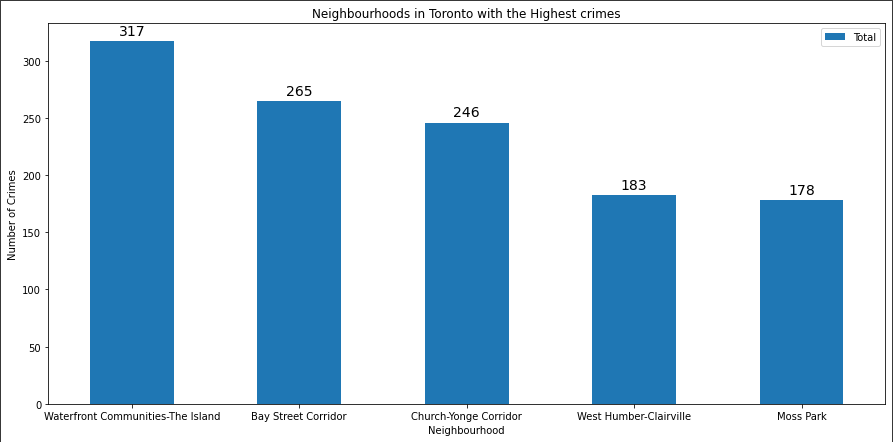 Neighbourhoods in Toronto with the Highest crimes
Total
317
265
246
183
178
300
250
200
150
100
50
0
Number of Crimes
Waterfront Communities-The Island
Bay Street Corridor
Church-Yonge Corridor
West Humber-Clairville
Moss Park
Neighbourhood